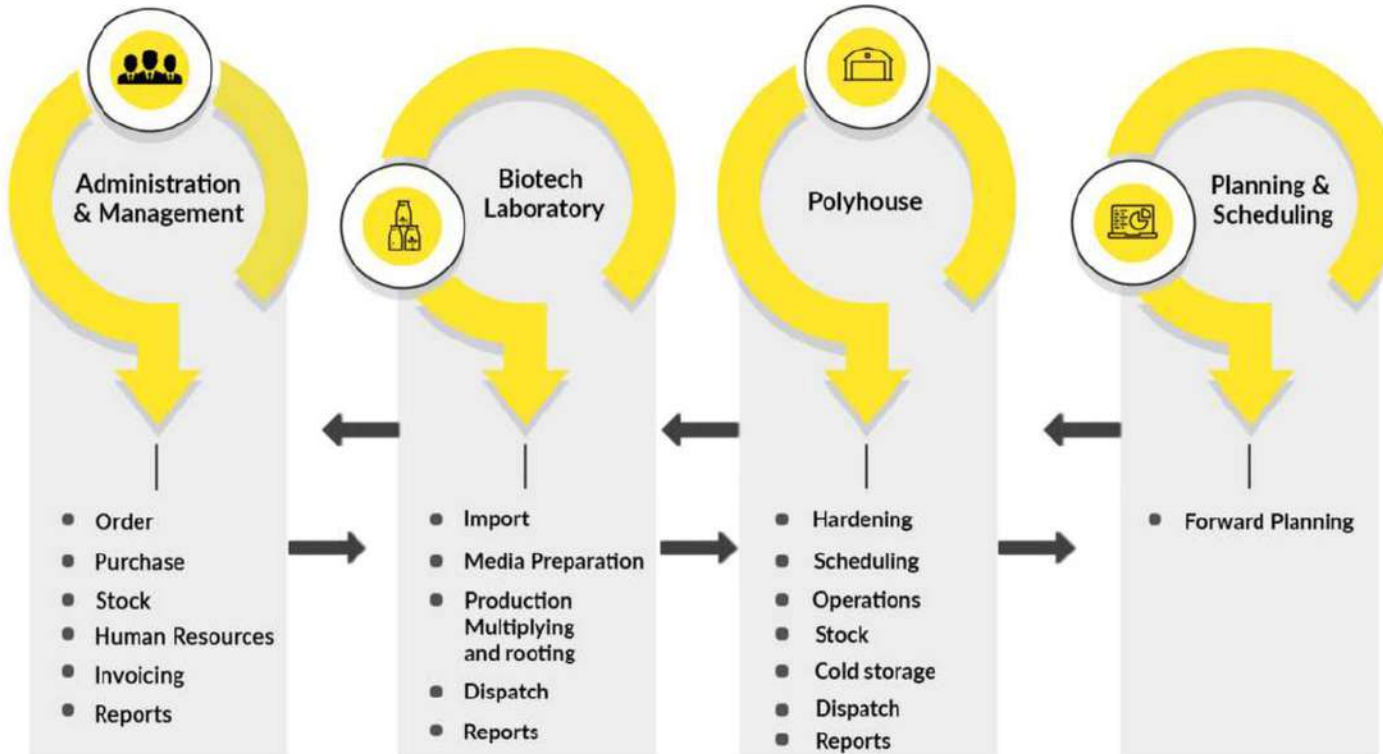 Administration
& Management
Order
Purchase
Stock
Human Resources
Invoicing
Reports
Biotech
Laboratory
Import
Media Preparation
Production
Multiplying
and rooting
Dispatch
Reports
Polyhouse
Hardening
Scheduling
Operations
Stock
Cold storage
Dispatch
Reports
Planning &
Scheduling
Forward Planning